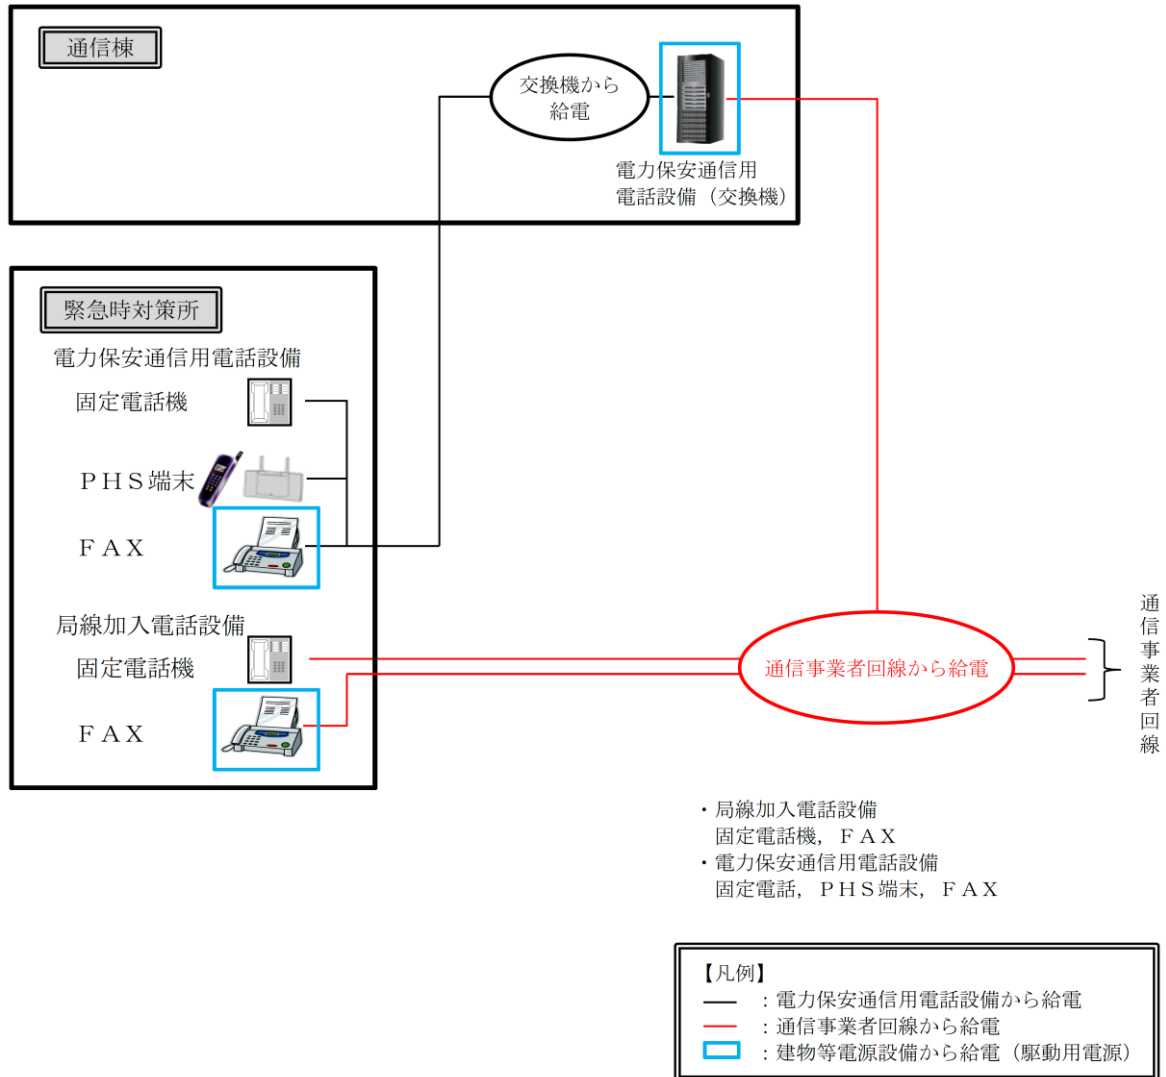 通信棟
交換機から
給電
電力保安通信用
電話設備（交換機）
緊急時対策所
電力保安通信用電話設備
固定電話機
ＰＨＳ端末
ＦＡＸ
局線加入電話設備
固定電話機
ＦＡＸ
通信事業者回線から給電
通信事業者回線
・局線加入電話設備
固定電話機，ＦＡＸ
・電力保安通信用電話設備
固定電話，ＰＨＳ端末，ＦＡＸ
【凡例】
：電力保安通信用電話設備から給電
：通信事業者回線から給電
：建物等電源設備から給電（駆動用電源）